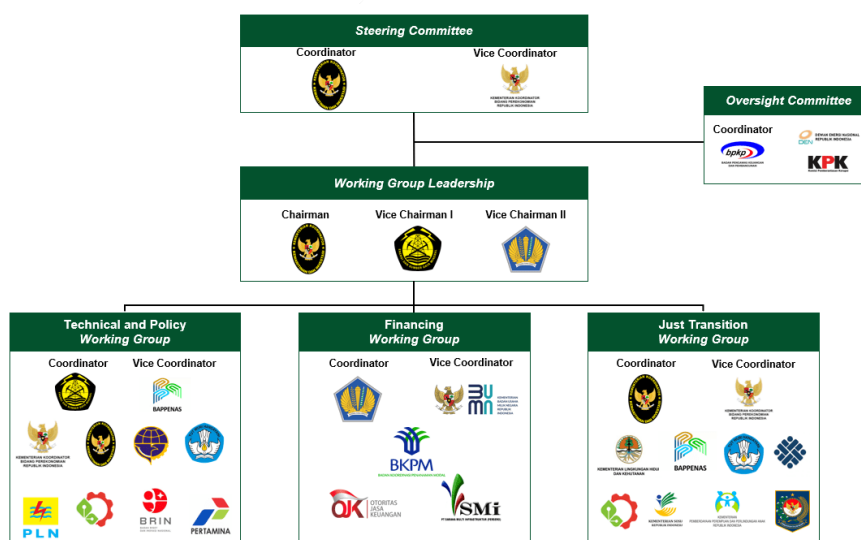 Steering Committee
Coordinator
Vice Coordinator
KEMENTERIAN KOORDINATOR
BIDANG PEREKONOMIAN
REPUBLIK INDONESIA
Oversight Committee
Coordinator
bpkp
DEN
DEWAN ENERGI NASIONAL
REPUBLIK INDONESIA
KPK
Komisi Pemberantasan Korupsi
Working Group Leadership
Chairman
Vice Chairman I
Vice Chairman II
Technical and Policy
Working Group
Coordinator
Vice Coordinator
BAPPENAS
KEMENTERIAN KOORDINATOR
BIDANG PEREKONOMIAN
REPUBLIK INDONESIA
PLN
BRIN
PERTAMINA
Financing
Working Group
Coordinator
Vice Coordinator
BUMN
KEMENTERIAN
BADAN USAHA
MILIK NEGARA
REPUBLIK
INDONESIA
BKPM
OJK
OTORITAS
JASA
KEUANGAN
SMi
Just Transition
Working Group
Coordinator
Vice Coordinator
KEMENTERIAN KOORDINATOR
BIDANG PEREKONOMIAN
REPUBLIK INDONESIA
KEMENTERIAN LINGKUNGAN HIDUP
DAN KEHUTANAN
BAPPENAS